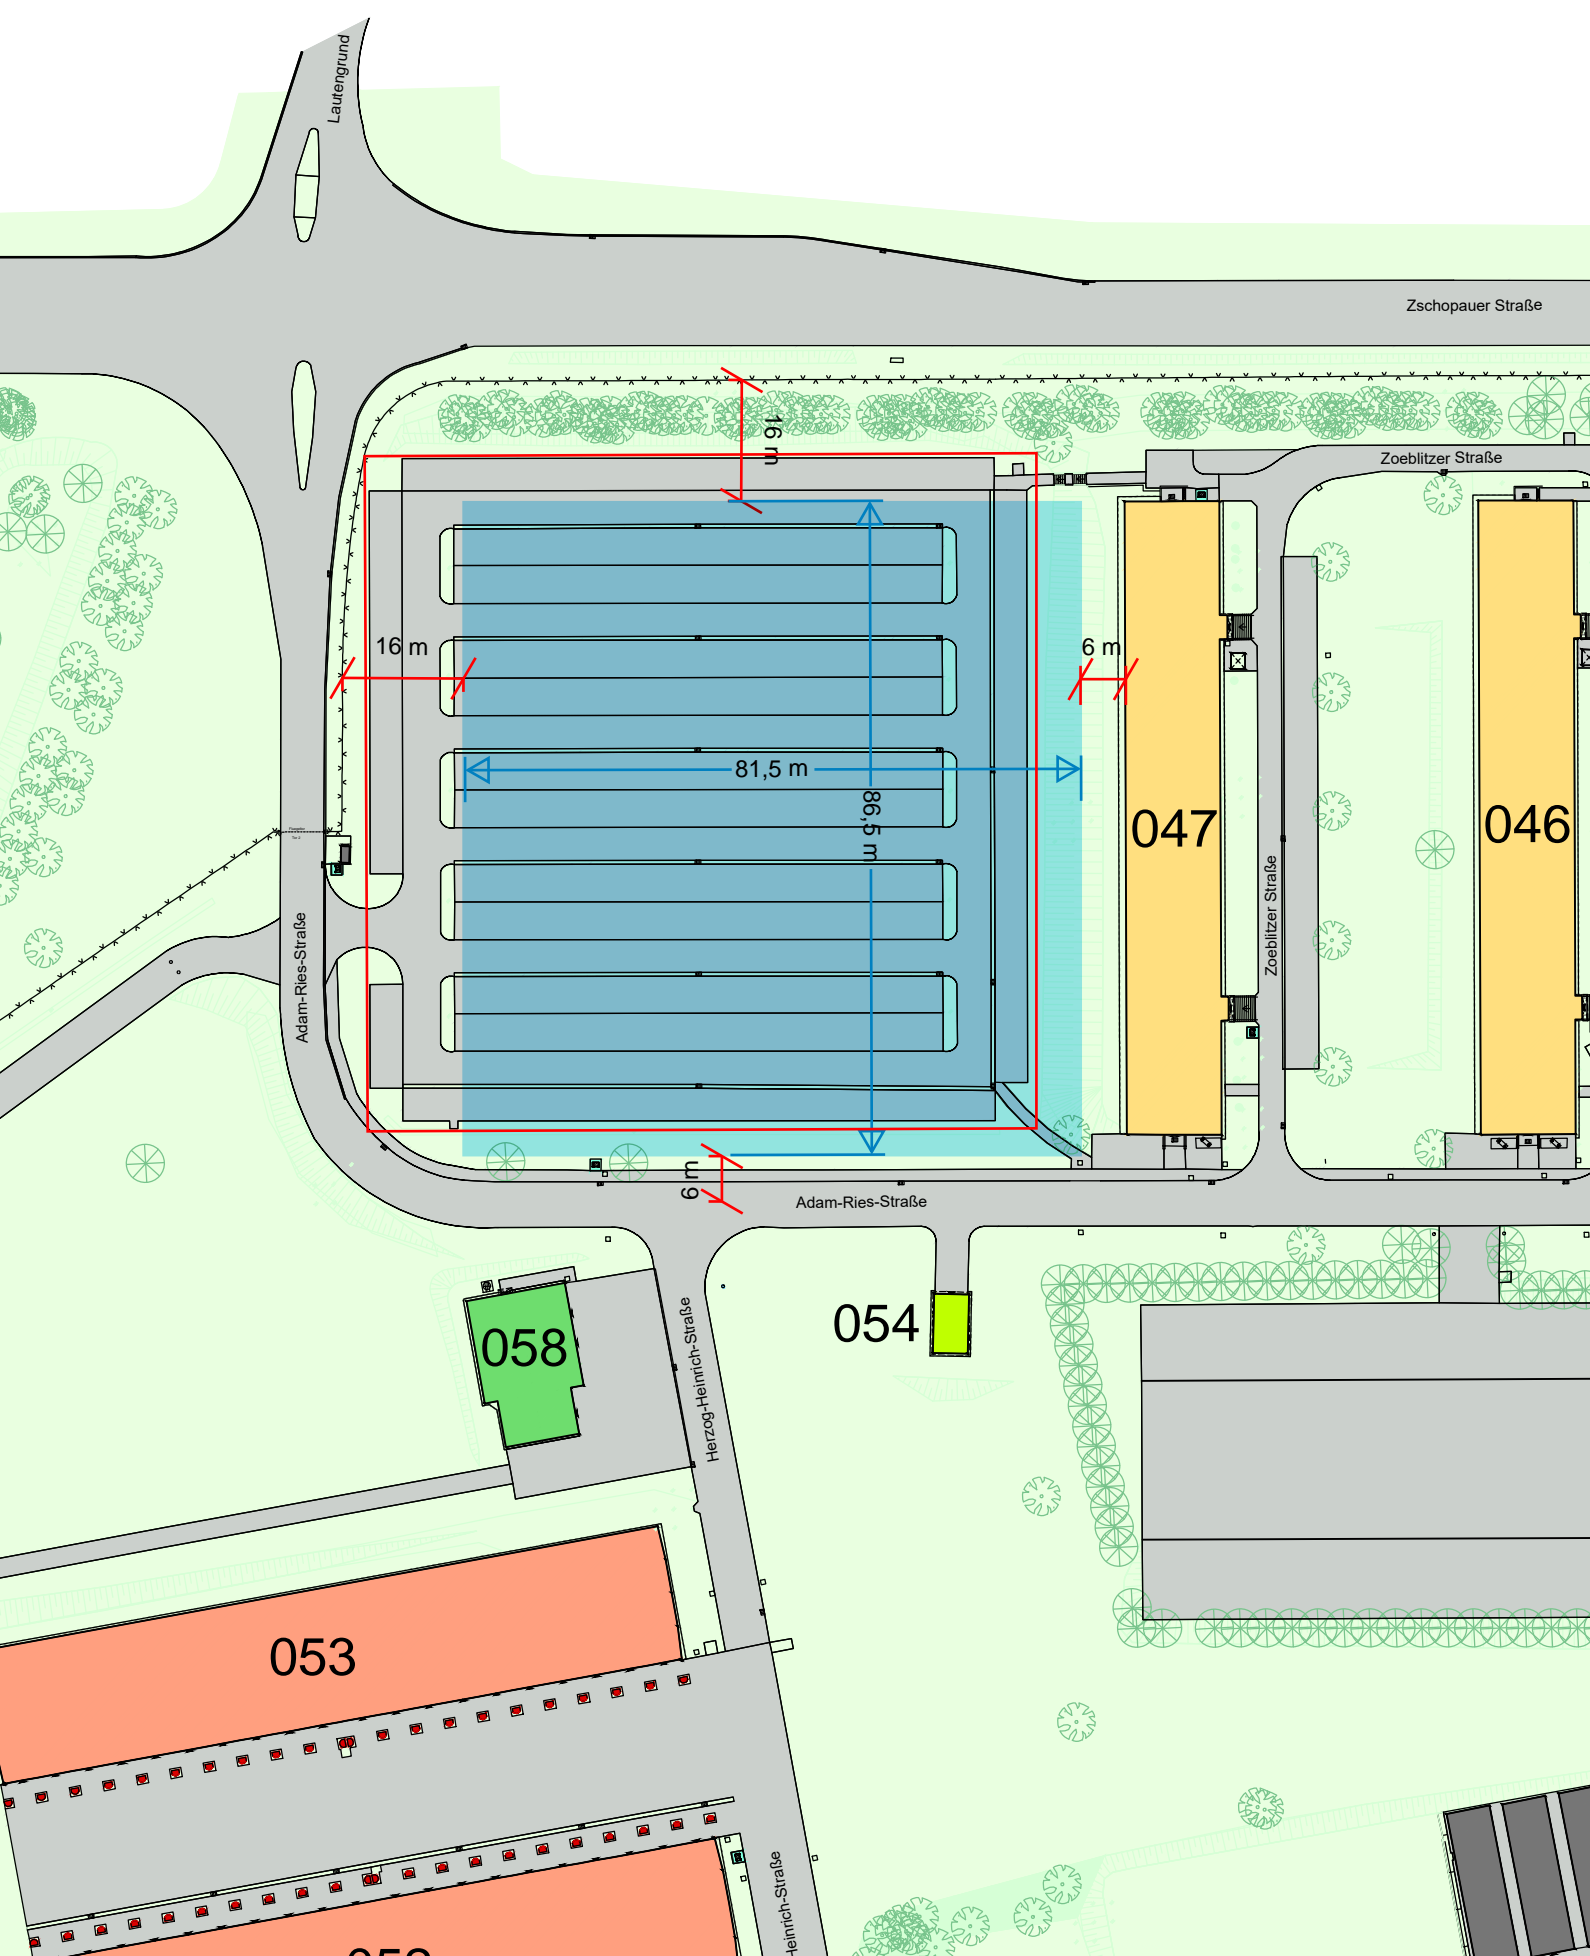 Lautengrund
Zschopauer Straße
16 m
Zoeblitzer Straße
16 m
6 m
81,5 m
86,5 m
047
046
Zoeblitzer Straße
Adam-Ries-Straße
6 m
Adam-Ries-Straße
054
058
Herzog-Heinrich-Straße
053
Heinrich-Straße